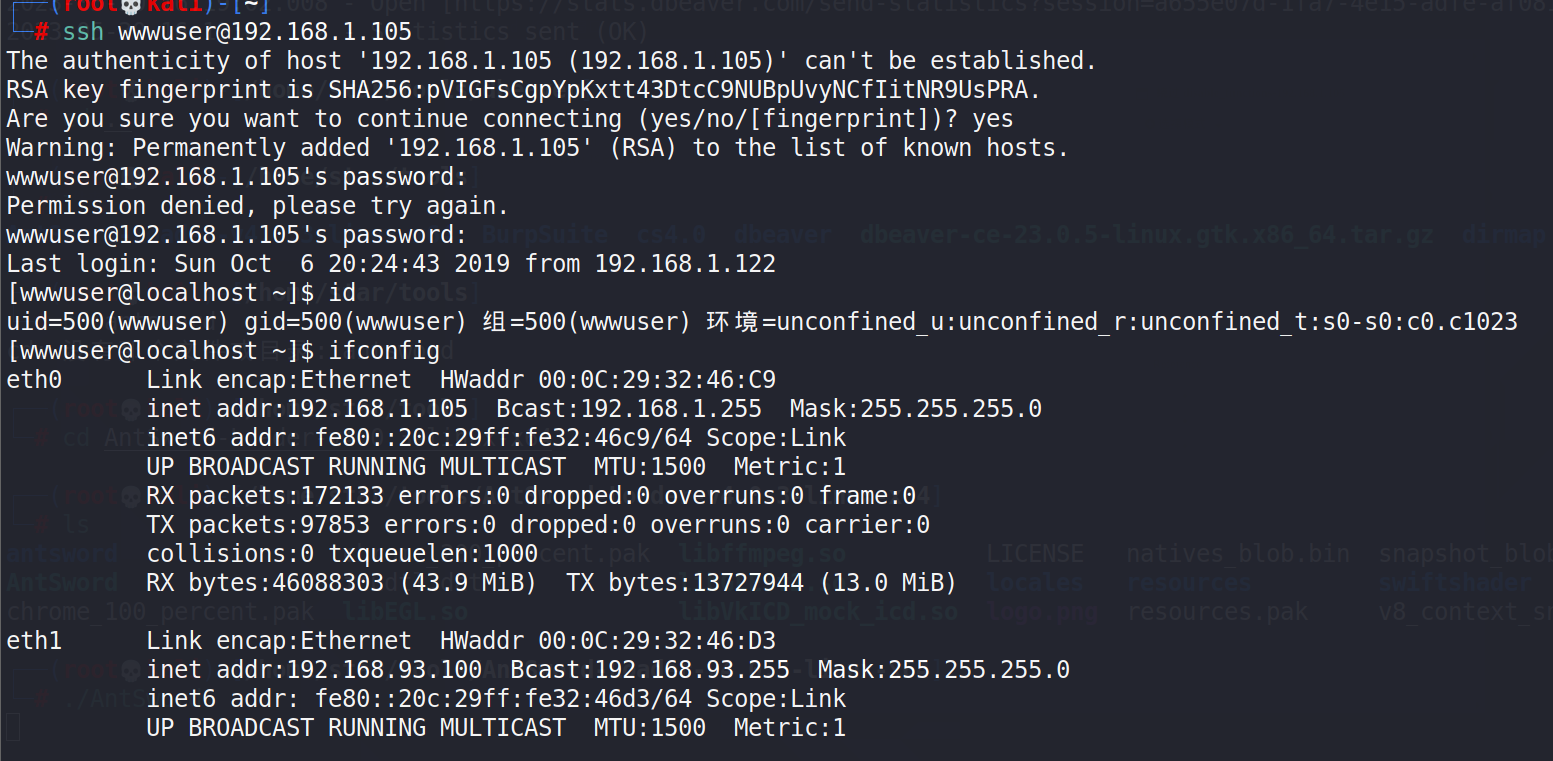 (root💀kali)-[~]
# ssh wwwuser@192.168.1.105
The authenticity of host '192.168.1.105 (192.168.1.105)' can't be established.
RSA key fingerprint is SHA256:pVIGFsCgpYpKxtt43DtcC9NUBpUvyNCfIitNR9UsPRA.
Are you sure you want to continue connecting (yes/no/[fingerprint])? yes
Warning: Permanently added '192.168.1.105' (RSA) to the list of known hosts.
wwwuser@192.168.1.105's password:
Permission denied, please try again.
wwwuser@192.168.1.105's password:
Last login: Sun Oct  6 20:24:43 2019 from 192.168.1.122
[wwwuser@localhost ~]$ id
uid=500(wwwuser) gid=500(wwwuser) 组=500(wwwuser) 环境=unconfined_u:unconfined_r:unconfined_t:s0-s0:c0.c1023
[wwwuser@localhost ~]$ ifconfig
eth0      Link encap:Ethernet  HWaddr 00:0C:29:32:46:C9
          inet addr:192.168.1.105  Bcast:192.168.1.255  Mask:255.255.255.0
          inet6 addr: fe80::20c:29ff:fe32:46c9/64 Scope:Link
          UP BROADCAST RUNNING MULTICAST  MTU:1500  Metric:1
          RX packets:172133 errors:0 dropped:0 overruns:0 frame:0
          TX packets:97853 errors:0 dropped:0 overruns:0 carrier:0
          collisions:0 txqueuelen:1000
          RX bytes:46088303 (43.9 MiB)  TX bytes:13727944 (13.0 MiB)
eth1      Link encap:Ethernet  HWaddr 00:0C:29:32:46:D3
          inet addr:192.168.93.100  Bcast:192.168.93.255  Mask:255.255.255.0
          inet6 addr: fe80::20c:29ff:fe32:46d3/64 Scope:Link
          UP BROADCAST RUNNING MULTICAST  MTU:1500  Metric:1